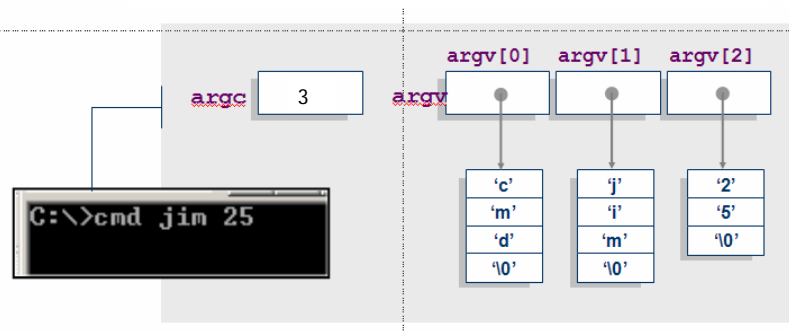 argv[0] argv[1] argv[2]
argc 3 argv
C:\>cmd jim 25
‘c’ ‘j’ ‘2’
‘m’ ‘i’ ‘5’
‘d’ ‘m’ ‘\0’
‘\0’ ‘\0’